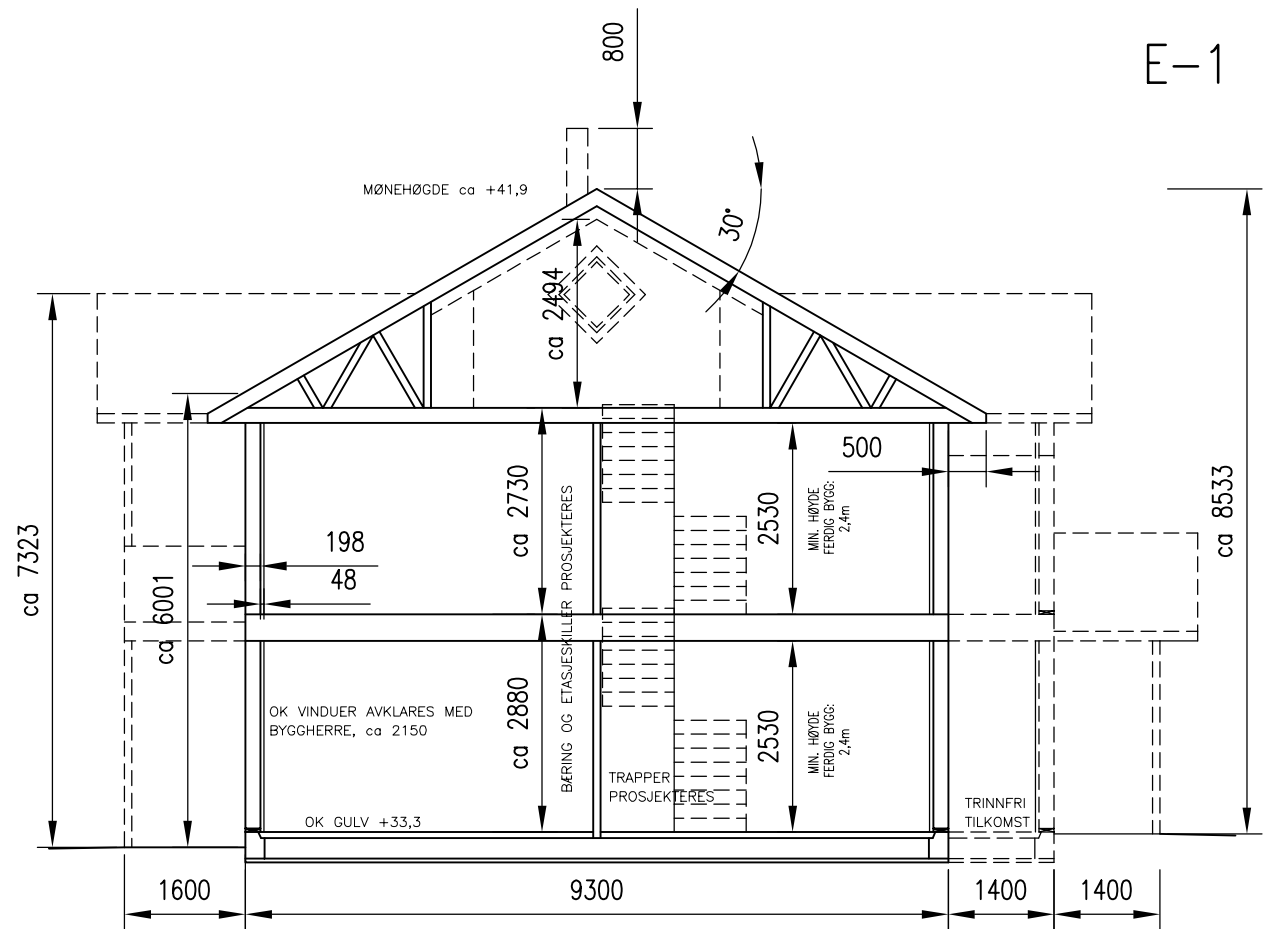 800
E-1
MØNEHØGDE ca +41,9
30°
ca 2494
500
ca 2730
2530
MIN. HØYDE
FERDIG BYGG:
2,4m
ca 8533
ca 7323
198
48
ca 6001
BÆRING OG ETASJESKILLER PROSJEKTERES
OK VINDUER AVKLARES MED
BYGGHERRE, ca 2150
ca 2880
2530
MIN. HØYDE
FERDIG BYGG:
2,4m
TRAPPER
PROSJEKTERES
TRINNFRI
TILKOMST
OK GULV +33,3
1600
9300
1400
1400